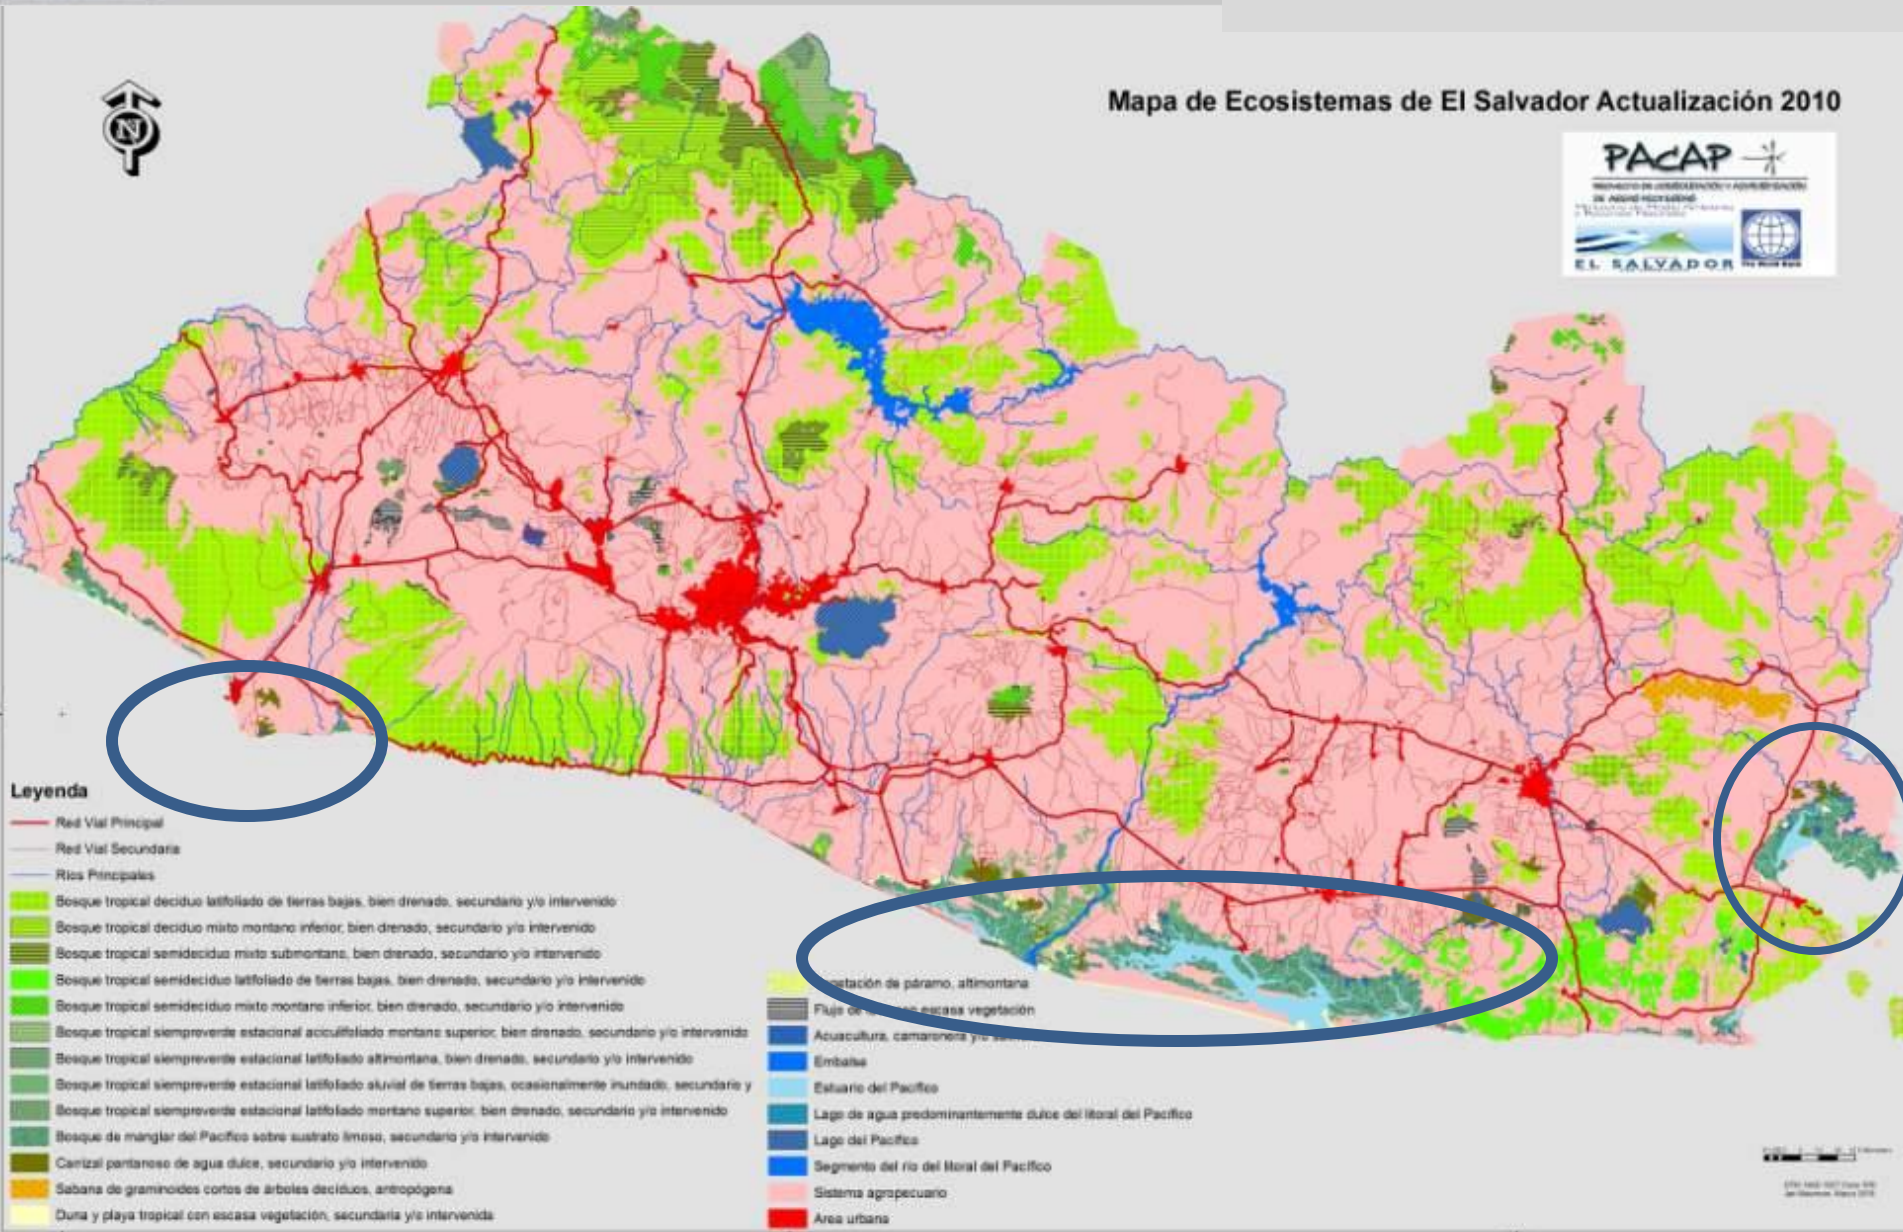 Mapa de Ecosistemas de El Salvador Actualización 2010
N
PACAP
EL SALVADOR
The World Bank
Leyenda
Red Vial Principal
Red Vial Secundaria
Rios Principales
Bosque tropical deciduo latifoliado de tierras bajas, bien drenado, secundario y/o intervenido
Bosque tropical deciduo mixto montano inferior, bien drenado, secundario y/o intervenido
Bosque tropical semideciduo mixto submontano, bien drenado, secundario y/o intervenido
Bosque tropical semideciduo latifoliado de tierras bajas, bien drenado, secundario y/o intervenido
Bosque tropical semideciduo mixto montano inferior, bien drenado, secundario y/o intervenido
Bosque tropical siempreverde estacional aciculifoliado montano superior, bien drenado, secundario y/o intervenido
Bosque tropical siempreverde estacional latifoliado altimontana, bien drenado, secundario y/o intervenido
Bosque tropical siempreverde estacional latifoliado aluvial de tierras bajas, ocasionalmente inundado, secundario y
Bosque tropical siempreverde estacional latifoliado montano superior, bien drenado, secundario y/o intervenido
Bosque de manglar del Pacifico sobre sustrato limoso, secundario y/o intervenido
Carrizal pantanoso de agua dulce, secundario y/o intervenido
Sabana de graminoides cortos de árboles deciduos, antropógena
Duna y playa tropical con escasa vegetación, secundaria y/o intervenida
de páramo, altimontana
Flujo de escasa vegetación
Acuacultura, camaronera y/o
Embalse
Estuario del Pacifico
Lago de agua predominantemente dulce del litoral del Pacífico
Lago del Pacífico
Segmento del rio del litoral del Pacífico
Sistema agropecuario
Area urbana